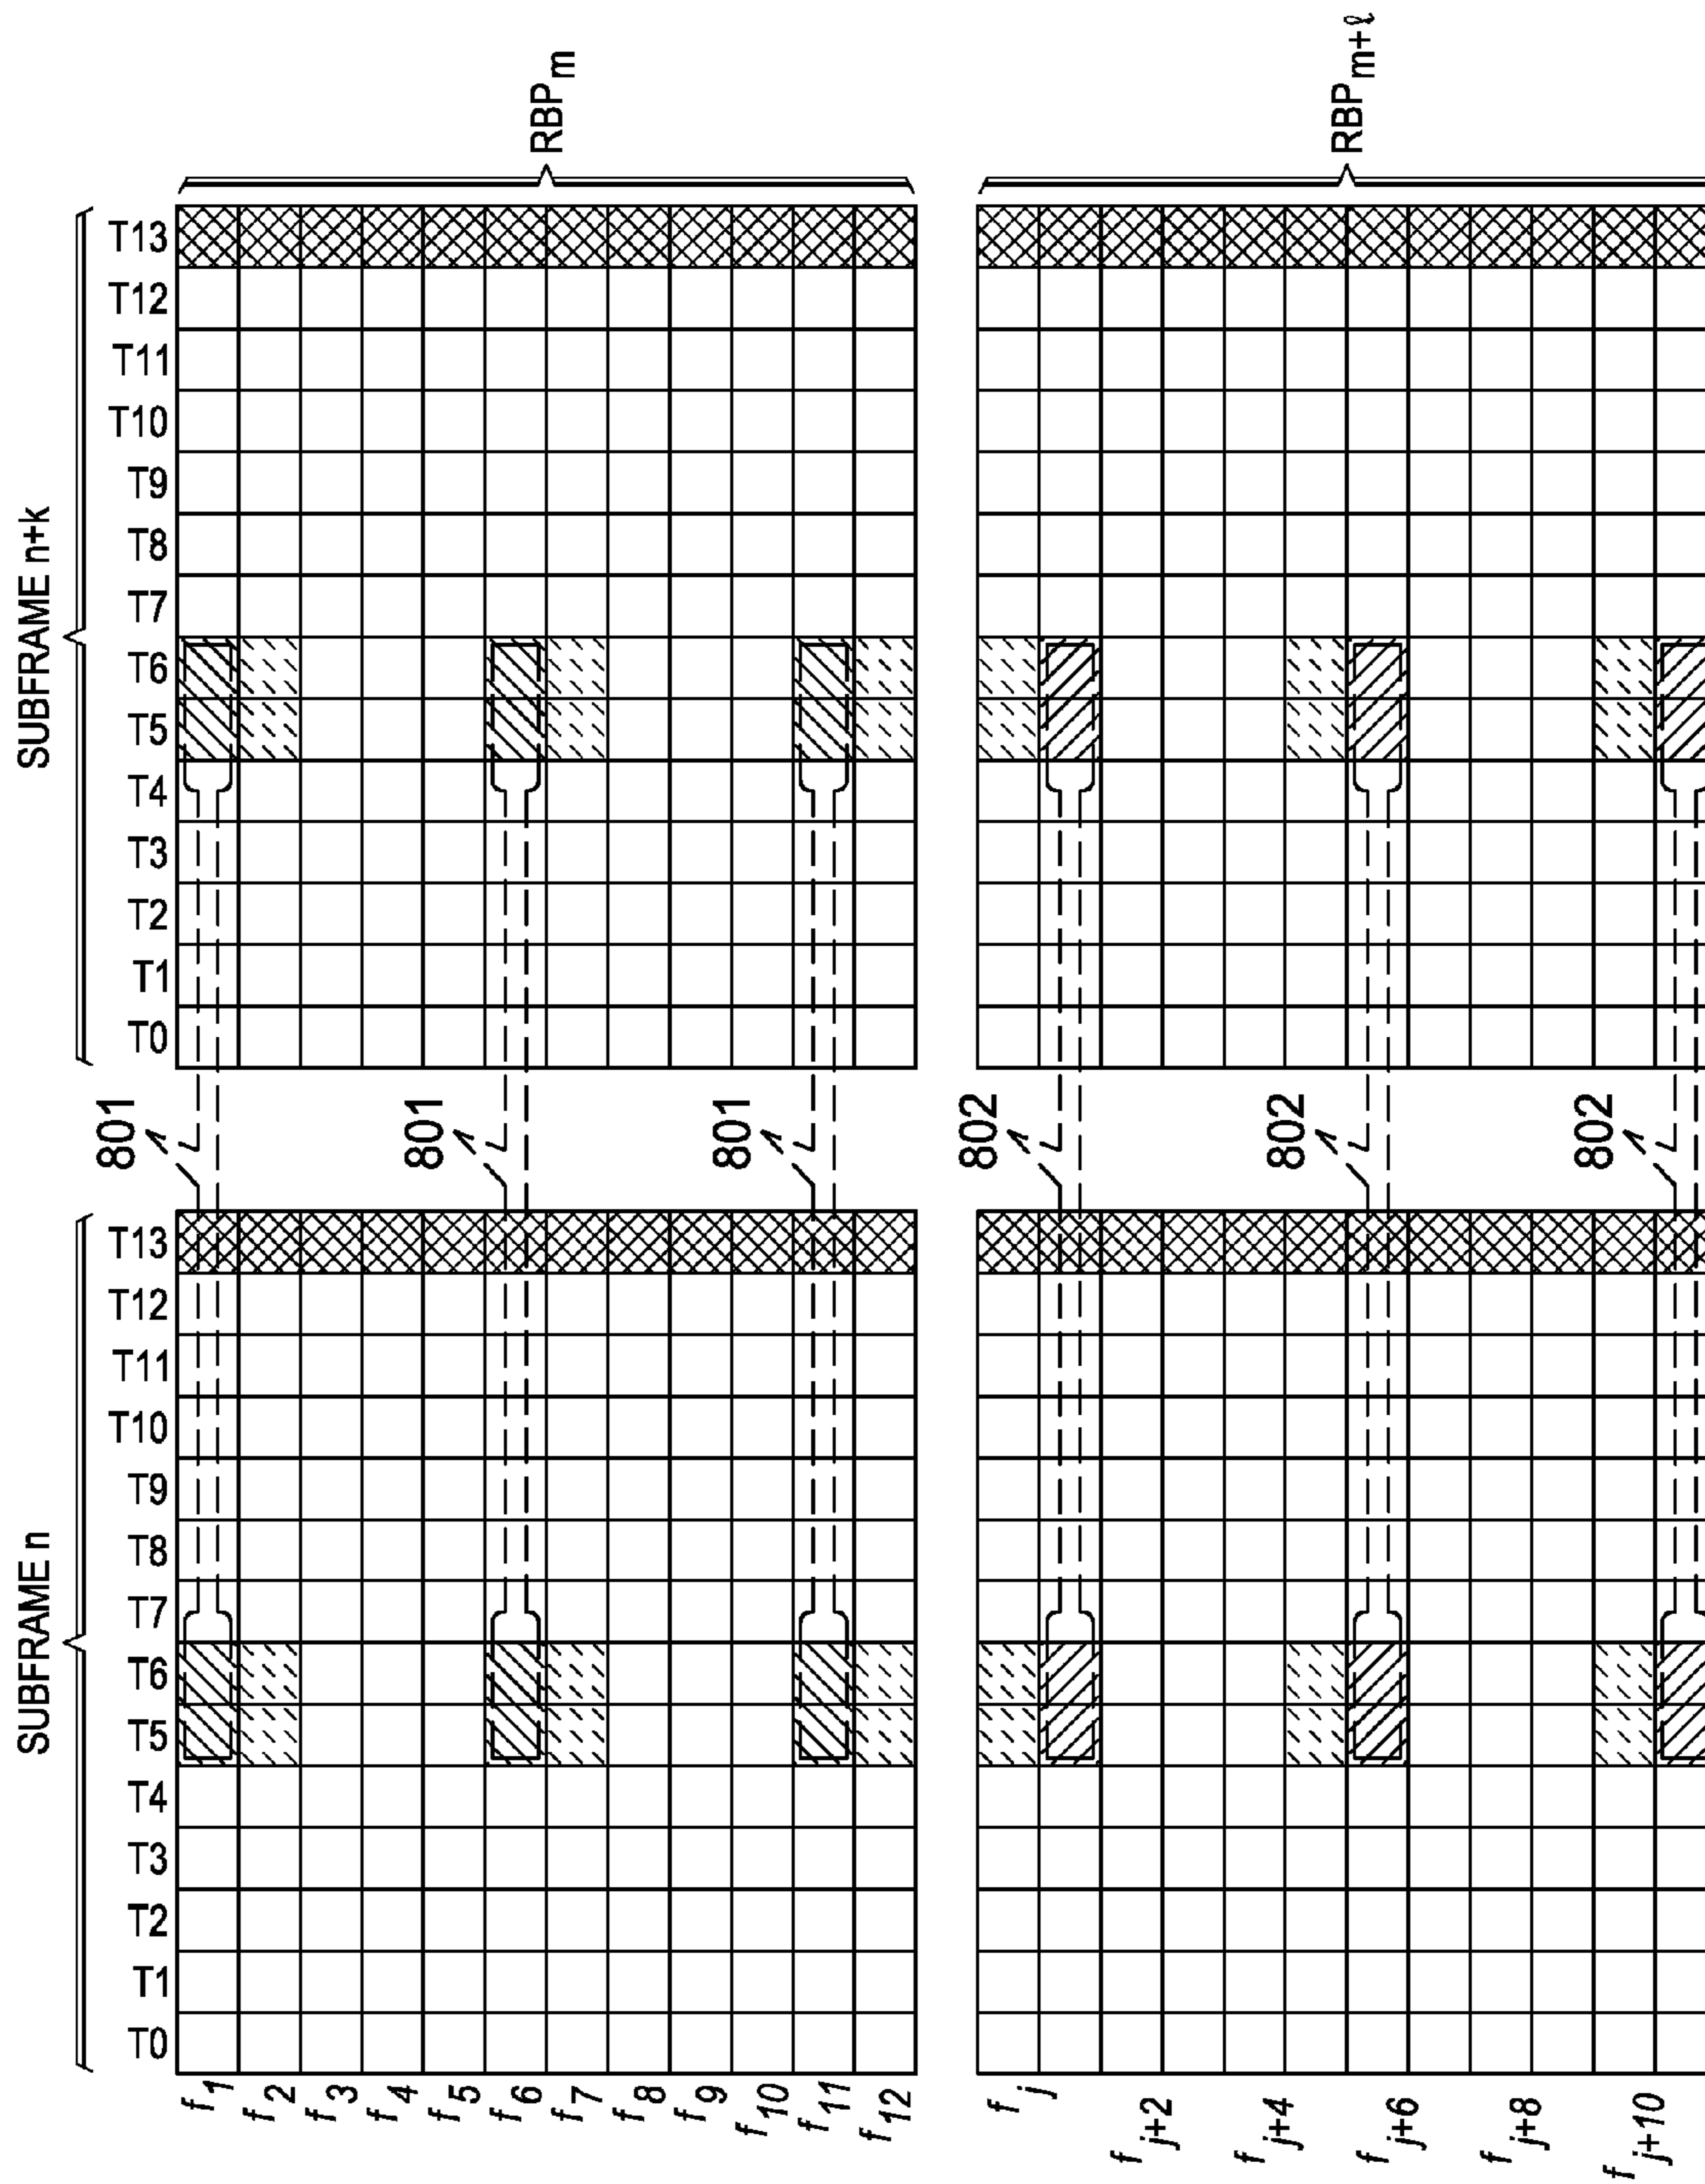 SUBFRAME n
SUBFRAME n+k
T0 T1 T2 T3 T4 T5 T6 T7 T8 T9 T10 T11 T12 T13
T0 T1 T2 T3 T4 T5 T6 T7 T8 T9 T10 T11 T12 T13
f1
f2
f3
f4
f5
f6
f7
f8
f9
f10
f11
f12
801
801
801
RBPm
fj
fj+2
fj+4
fj+6
fj+8
fj+10
802
802
802
RBPm+ℓ